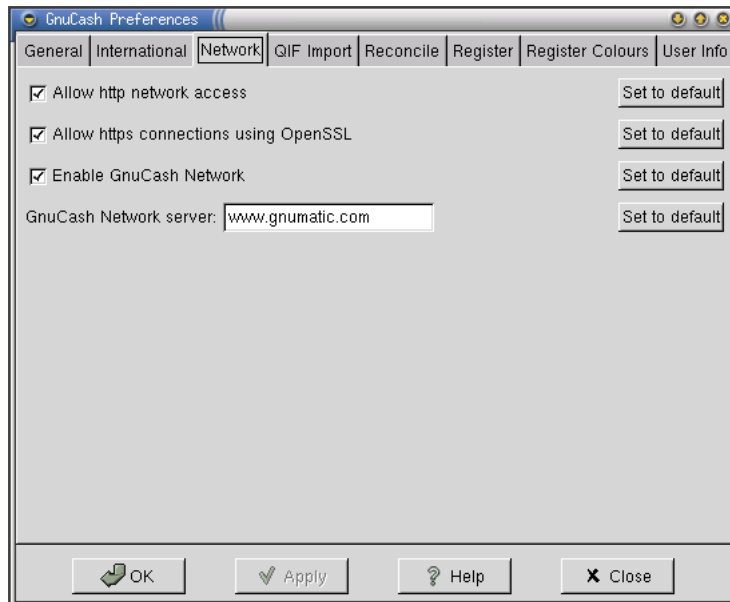 GnuCash Preferences
General International Network QIF Import Reconcile Register Register Colours User Info
Allow http network access Set to default
Allow https connections using OpenSSL Set to default
Enable GnuCash Network Set to default
GnuCash Network server: www.gnumatic.com Set to default
OK Apply Help Close